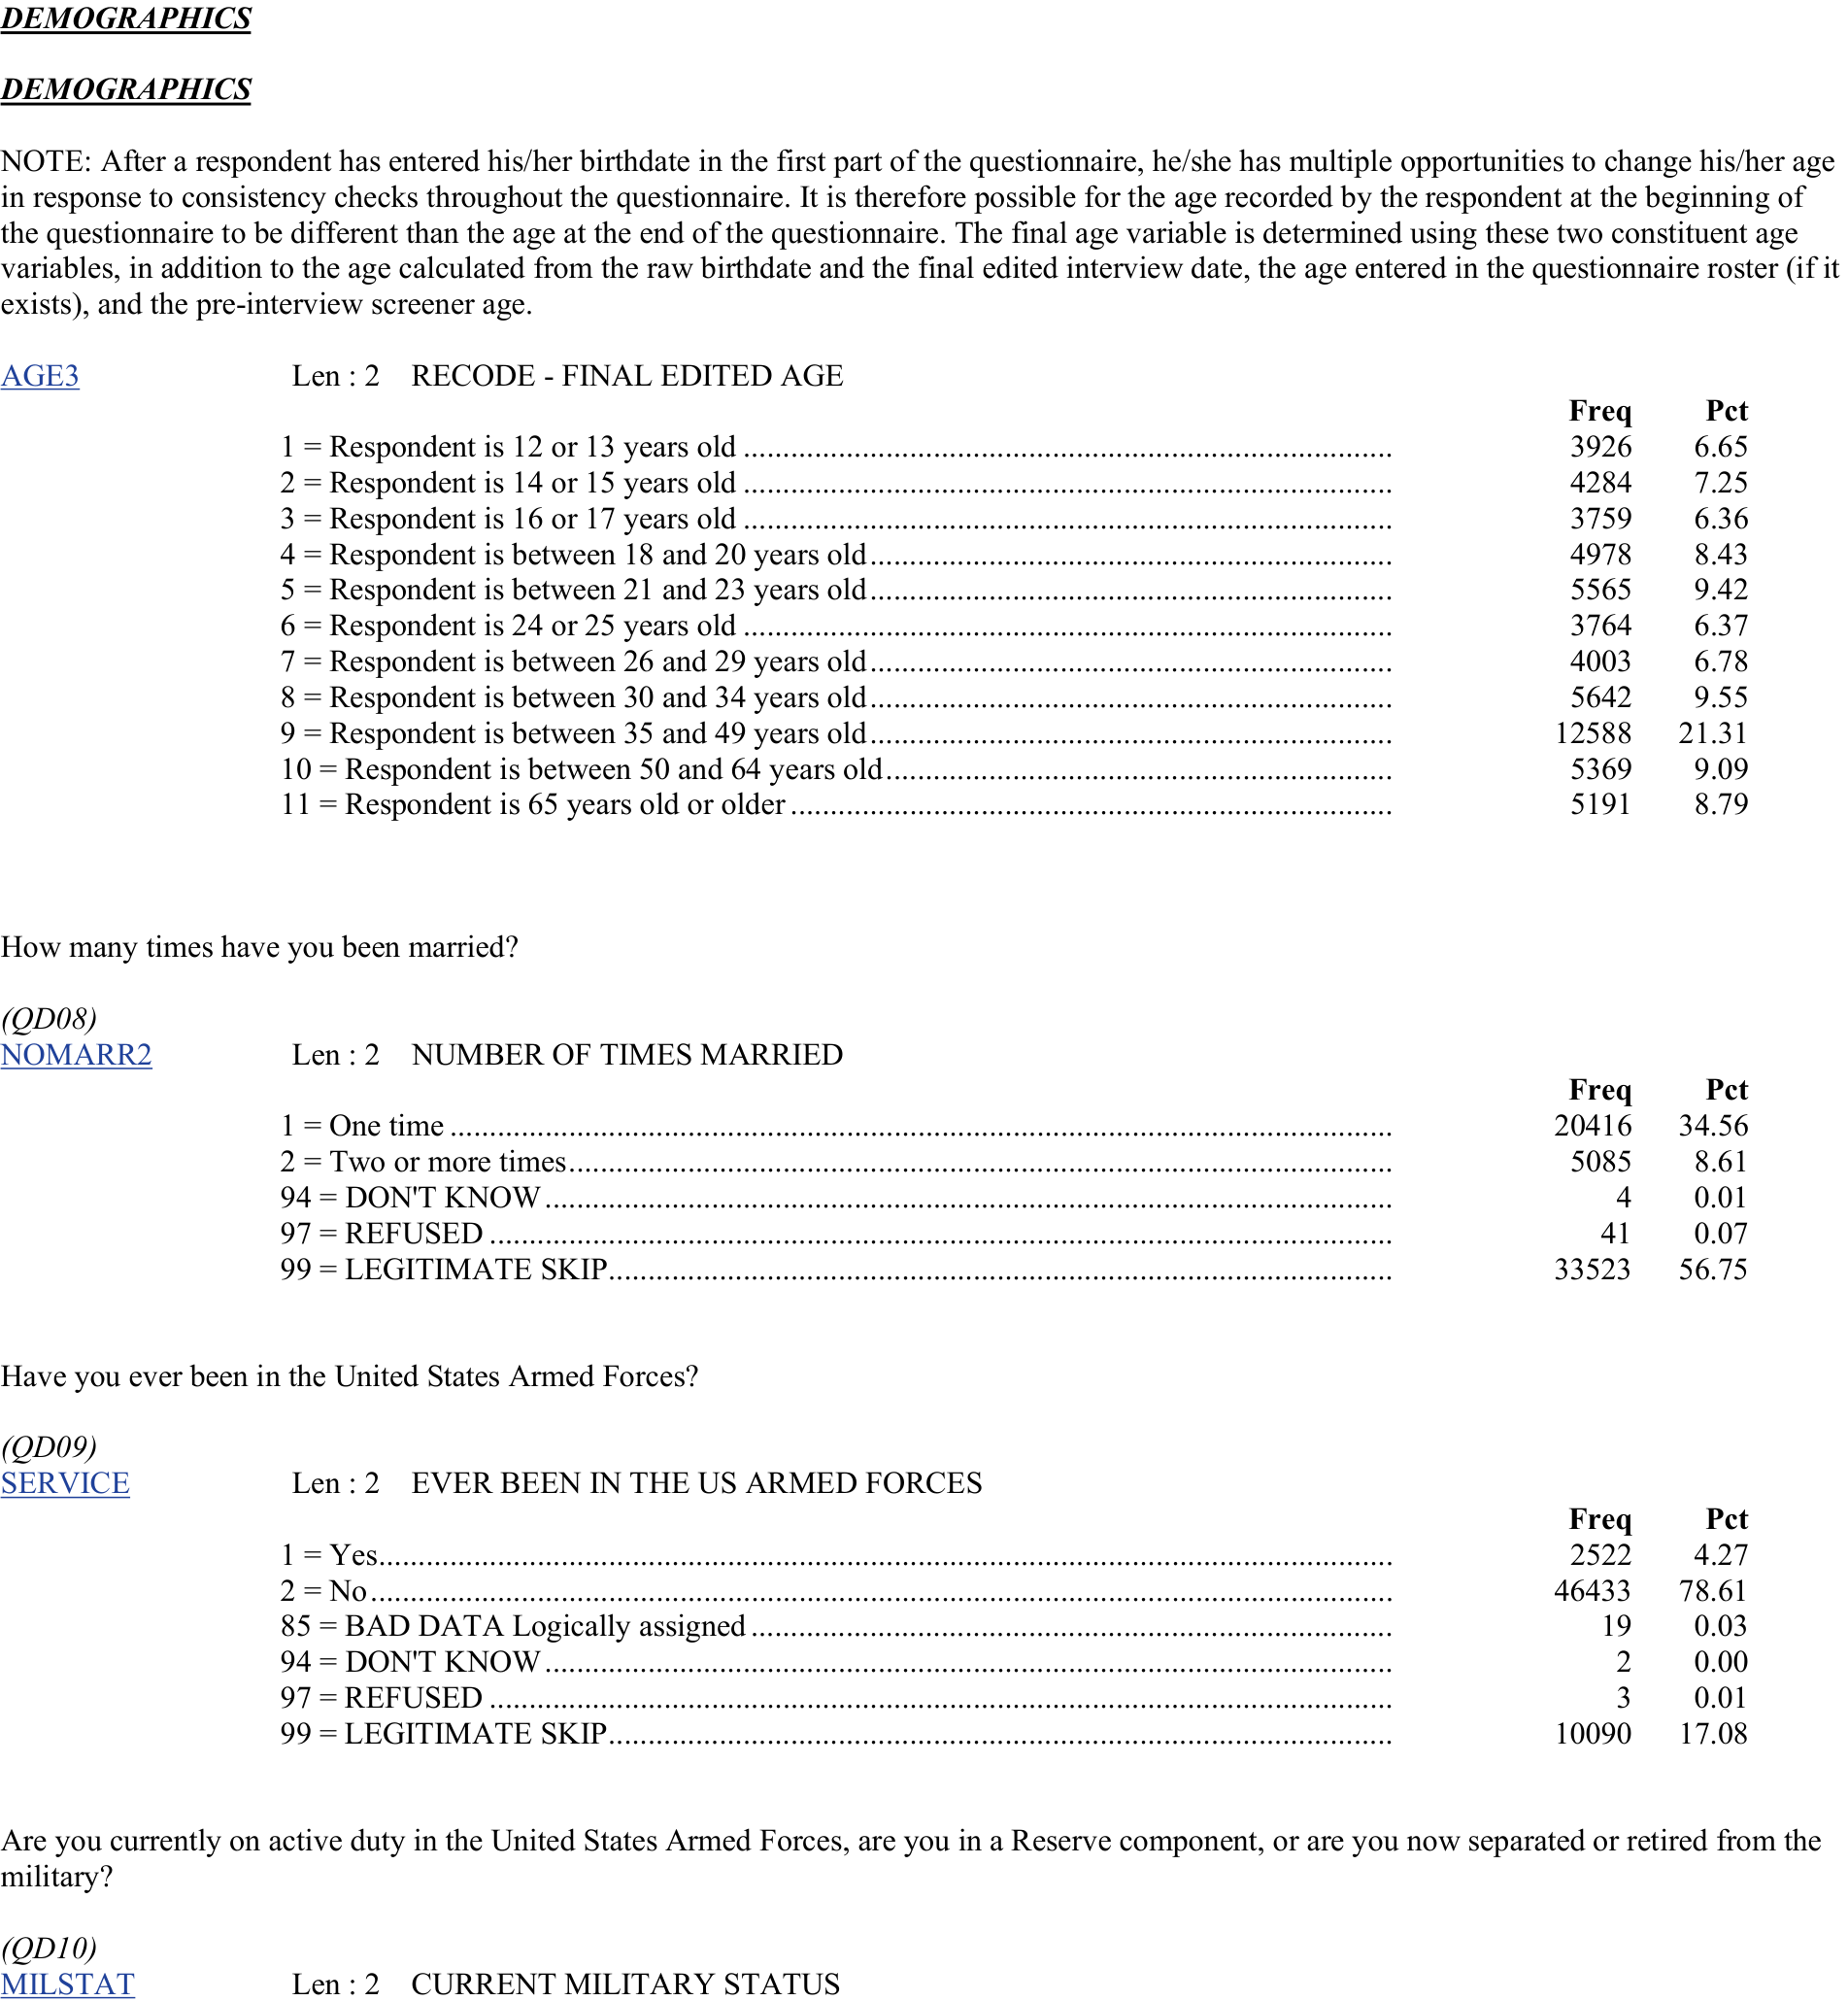 DEMOGRAPHICS
DEMOGRAPHICS
NOTE: After a respondent has entered his/her birthdate in the first part of the questionnaire, he/she has multiple opportunities to change his/her age
in response to consistency checks throughout the questionnaire. It is therefore possible for the age recorded by the respondent at the beginning of
the questionnaire to be different than the age at the end of the questionnaire. The final age variable is determined using these two constituent age
variables, in addition to the age calculated from the raw birthdate and the final edited interview date, the age entered in the questionnaire roster (if it
exists), and the pre-interview screener age.
AGE3 Len : 2 RECODE - FINAL EDITED AGE
Freq Pct
1 = Respondent is 12 or 13 years old ........ 3926 6.65
2 = Respondent is 14 or 15 years old ........ 4284 7.25
3 = Respondent is 16 or 17 years old ........ 3759 6.36
4 = Respondent is between 18 and 20 years old ........ 4978 8.43
5 = Respondent is between 21 and 23 years old ........ 5565 9.42
6 = Respondent is 24 or 25 years old ........ 3764 6.37
7 = Respondent is between 26 and 29 years old ........ 4003 6.78
8 = Respondent is between 30 and 34 years old ........ 5642 9.55
9 = Respondent is between 35 and 49 years old ........ 12588 21.31
10 = Respondent is between 50 and 64 years old ........ 5369 9.09
11 = Respondent is 65 years old or older ........ 5191 8.79
How many times have you been married?
(QD08)
NOMARR2 Len : 2 NUMBER OF TIMES MARRIED
Freq Pct
1 = One time ........ 20416 34.56
2 = Two or more times ........ 5085 8.61
94 = DON'T KNOW ........ 4 0.01
97 = REFUSED ........ 41 0.07
99 = LEGITIMATE SKIP ........ 33523 56.75
Have you ever been in the United States Armed Forces?
(QD09)
SERVICE Len : 2 EVER BEEN IN THE US ARMED FORCES
Freq Pct
1 = Yes ........ 2522 4.27
2 = No ........ 46433 78.61
85 = BAD DATA Logically assigned ........ 19 0.03
94 = DON'T KNOW ........ 2 0.00
97 = REFUSED ........ 3 0.01
99 = LEGITIMATE SKIP ........ 10090 17.08
Are you currently on active duty in the United States Armed Forces, are you in a Reserve component, or are you now separated or retired from the
military?
(QD10)
MILSTAT Len : 2 CURRENT MILITARY STATUS